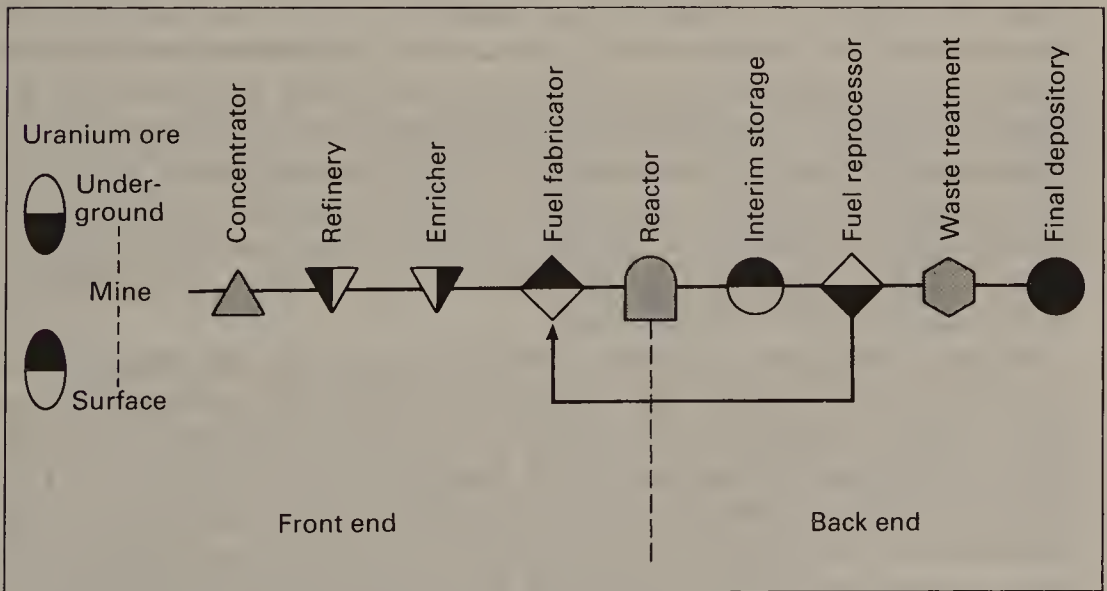 Uranium ore
Under-
ground
Mine
Surface
Concentrator
Refinery
Enricher
Fuel fabricator
Reactor
Interim storage
Fuel reprocessor
Waste treatment
Final depository
Front end
Back end